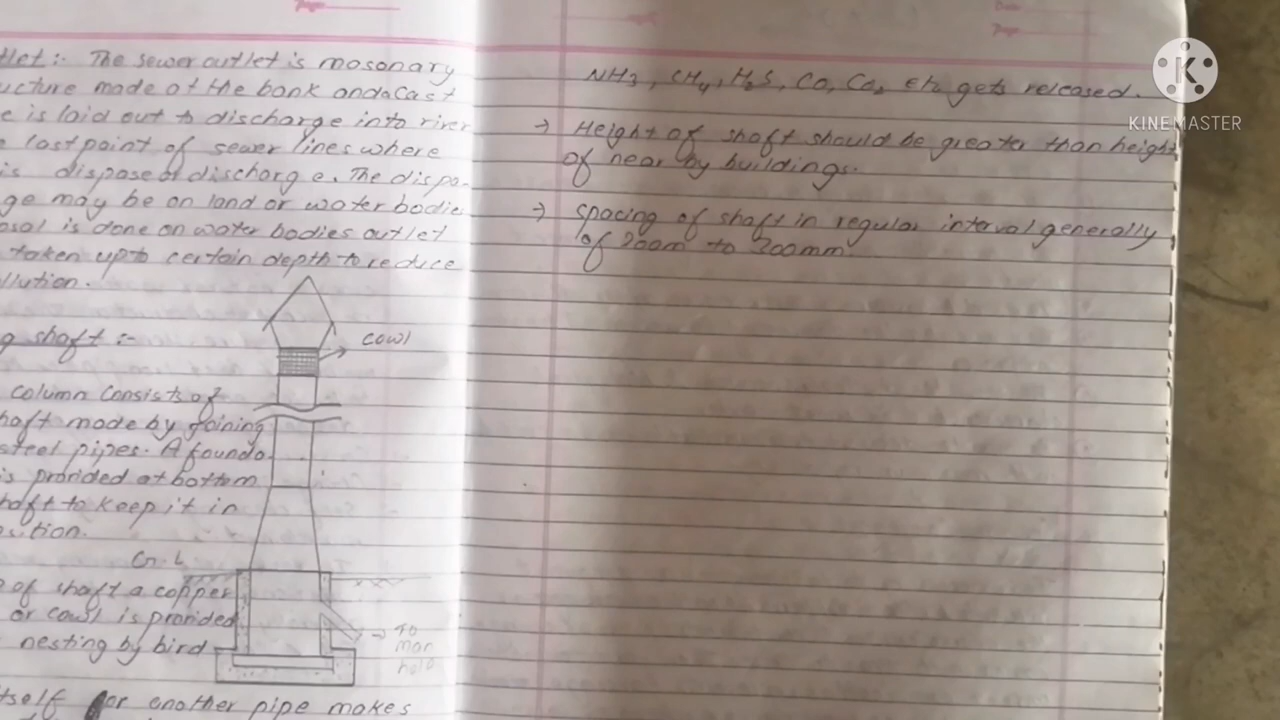 tlet:- The sewer outlet is mosonary
ucture made at the bank and a cast
e is laid out to discharge into river
e last point of sewer lines where
is dispose or discharge. The dispo-
ge may be on land or water bodie
osal is done on water bodies outlet
taken upto certain depth to reduce
llution.
g shaft :-
cowl
column consists of
haft made by joining
steel pipes. A founda-
is provided at bottom
haft to keep it in
osition.
G.L.
of shaft a copper
or cowl is provided
nesting by bird
to
man
hole
itself or another pipe makes
NH3, CH4, H2S, CO, CO2 etc gets released.
→ Height of shaft should be greater than height
of near by buildings.
→ Spacing of shaft in regular interval generally
of 200m to 300mm.
KINEMASTER